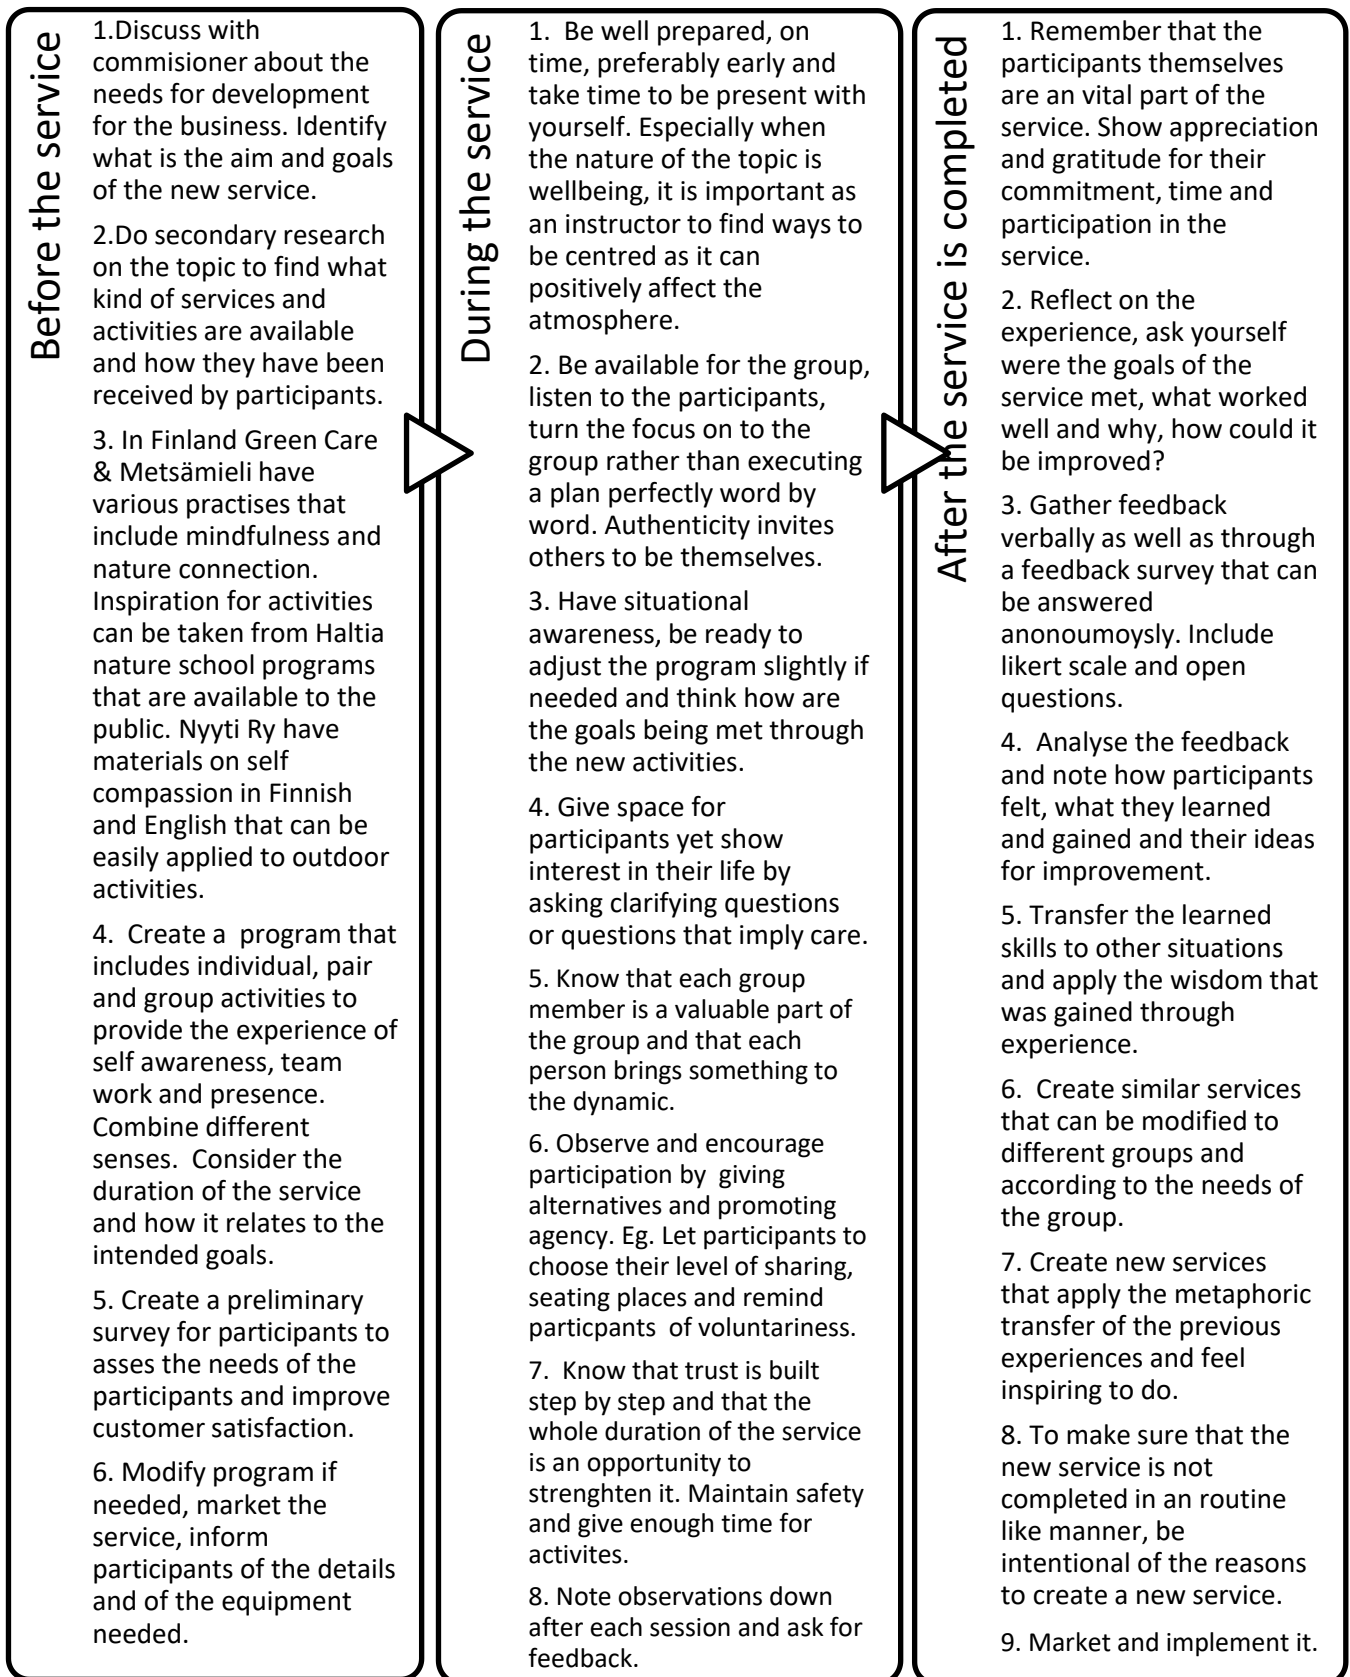 Before the service
1.Discuss with
commisioner about the
needs for development
for the business. Identify
what is the aim and goals
of the new service.
2.Do secondary research
on the topic to find what
kind of services and
activities are available
and how they have been
received by participants.
3. In Finland Green Care
& Metsämieli have
various practises that
include mindfulness and
nature connection.
Inspiration for activities
can be taken from Haltia
nature school programs
that are available to the
public. Nyyti Ry have
materials on self
compassion in Finnish
and English that can be
easily applied to outdoor
activities.
4.  Create a  program that
includes individual, pair
and group activities to
provide the experience of
self awareness, team
work and presence.
Combine different
senses.  Consider the
duration of the service
and how it relates to the
intended goals.
5. Create a preliminary
survey for participants to
asses the needs of the
participants and improve
customer satisfaction.
6. Modify program if
needed, market the
service, inform
participants of the details
and of the equipment
needed.
During the service
1.  Be well prepared, on
time, preferably early and
take time to be present with
yourself. Especially when
the nature of the topic is
wellbeing, it is important as
an instructor to find ways to
be centred as it can
positively affect the
atmosphere.
2. Be available for the group,
listen to the participants,
turn the focus on to the
group rather than executing
a plan perfectly word by
word. Authenticity invites
others to be themselves.
3. Have situational
awareness, be ready to
adjust the program slightly if
needed and think how are
the goals being met through
the new activities.
4. Give space for
participants yet show
interest in their life by
asking clarifying questions
or questions that imply care.
5. Know that each group
member is a valuable part of
the group and that each
person brings something to
the dynamic.
6. Observe and encourage
participation by  giving
alternatives and promoting
agency. Eg. Let participants to
choose their level of sharing,
seating places and remind
particpants  of voluntariness.
7.  Know that trust is built
step by step and that the
whole duration of the service
is an opportunity to
strenghten it. Maintain safety
and give enough time for
activites.
8. Note observations down
after each session and ask for
feedback.
After the service is completed
1. Remember that the
participants themselves
are an vital part of the
service. Show appreciation
and gratitude for their
commitment, time and
participation in the
service.
2. Reflect on the
experience, ask yourself
were the goals of the
service met, what worked
well and why, how could it
be improved?
3. Gather feedback
verbally as well as through
a feedback survey that can
be answered
anonoumoysly. Include
likert scale and open
questions.
4.  Analyse the feedback
and note how participants
felt, what they learned
and gained and their ideas
for improvement.
5. Transfer the learned
skills to other situations
and apply the wisdom that
was gained through
experience.
6.  Create similar services
that can be modified to
different groups and
according to the needs of
the group.
7. Create new services
that apply the metaphoric
transfer of the previous
experiences and feel
inspiring to do.
8. To make sure that the
new service is not
completed in an routine
like manner, be
intentional of the reasons
to create a new service.
9. Market and implement it.